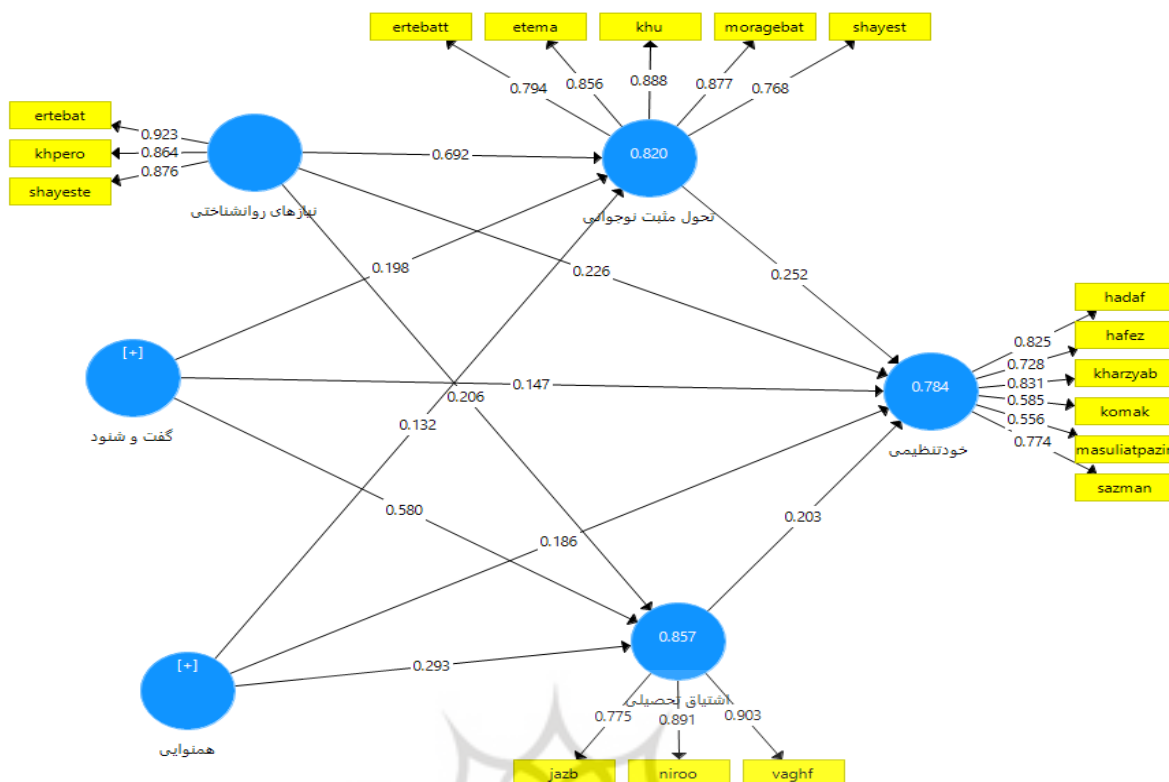 ertebatt
etema
khu
moragebat
shayest
0.794
0.856
0.888
0.877
0.768
ertebat
khpero
shayeste
0.923
0.864
0.876
نیازهای روانشناختی
0.692
0.820
تحول مثبت نوجوانی
0.198
0.226
0.252
[+]
گفت و شنود
0.147
0.206
0.132
0.784
خودتنظیمی
hadaf
hafez
kharzyab
komak
masuliatpazir
sazman
0.825
0.728
0.831
0.585
0.556
0.774
0.580
0.186
0.203
[+]
همنوایی
0.293
0.857
اشتیاق تحصیلی
0.775
0.891
0.903
jazb
niroo
vaghf